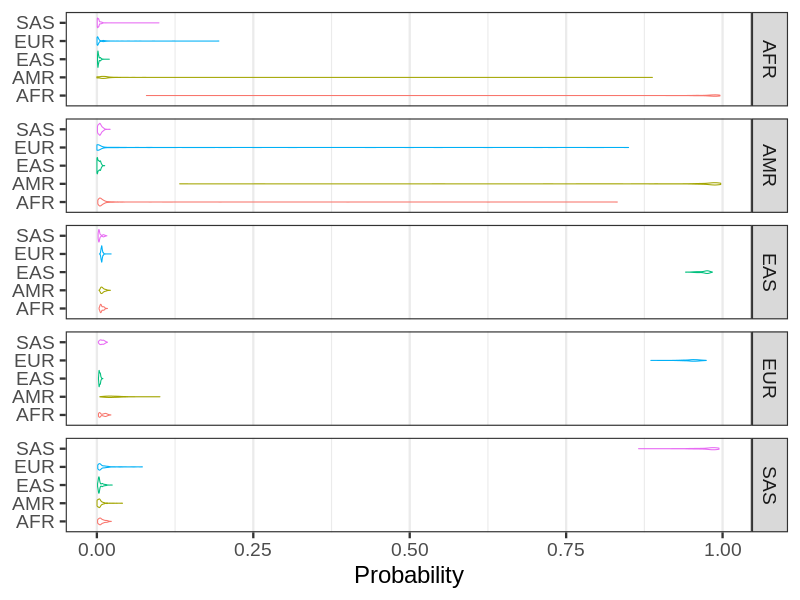 SAS
EUR
EAS
AMR
AFR
AFR
SAS
EUR
EAS
AMR
AFR
AMR
SAS
EUR
EAS
AMR
AFR
EAS
SAS
EUR
EAS
AMR
AFR
EUR
SAS
EUR
EAS
AMR
AFR
SAS
0.00 0.25 0.50 0.75 1.00
Probability